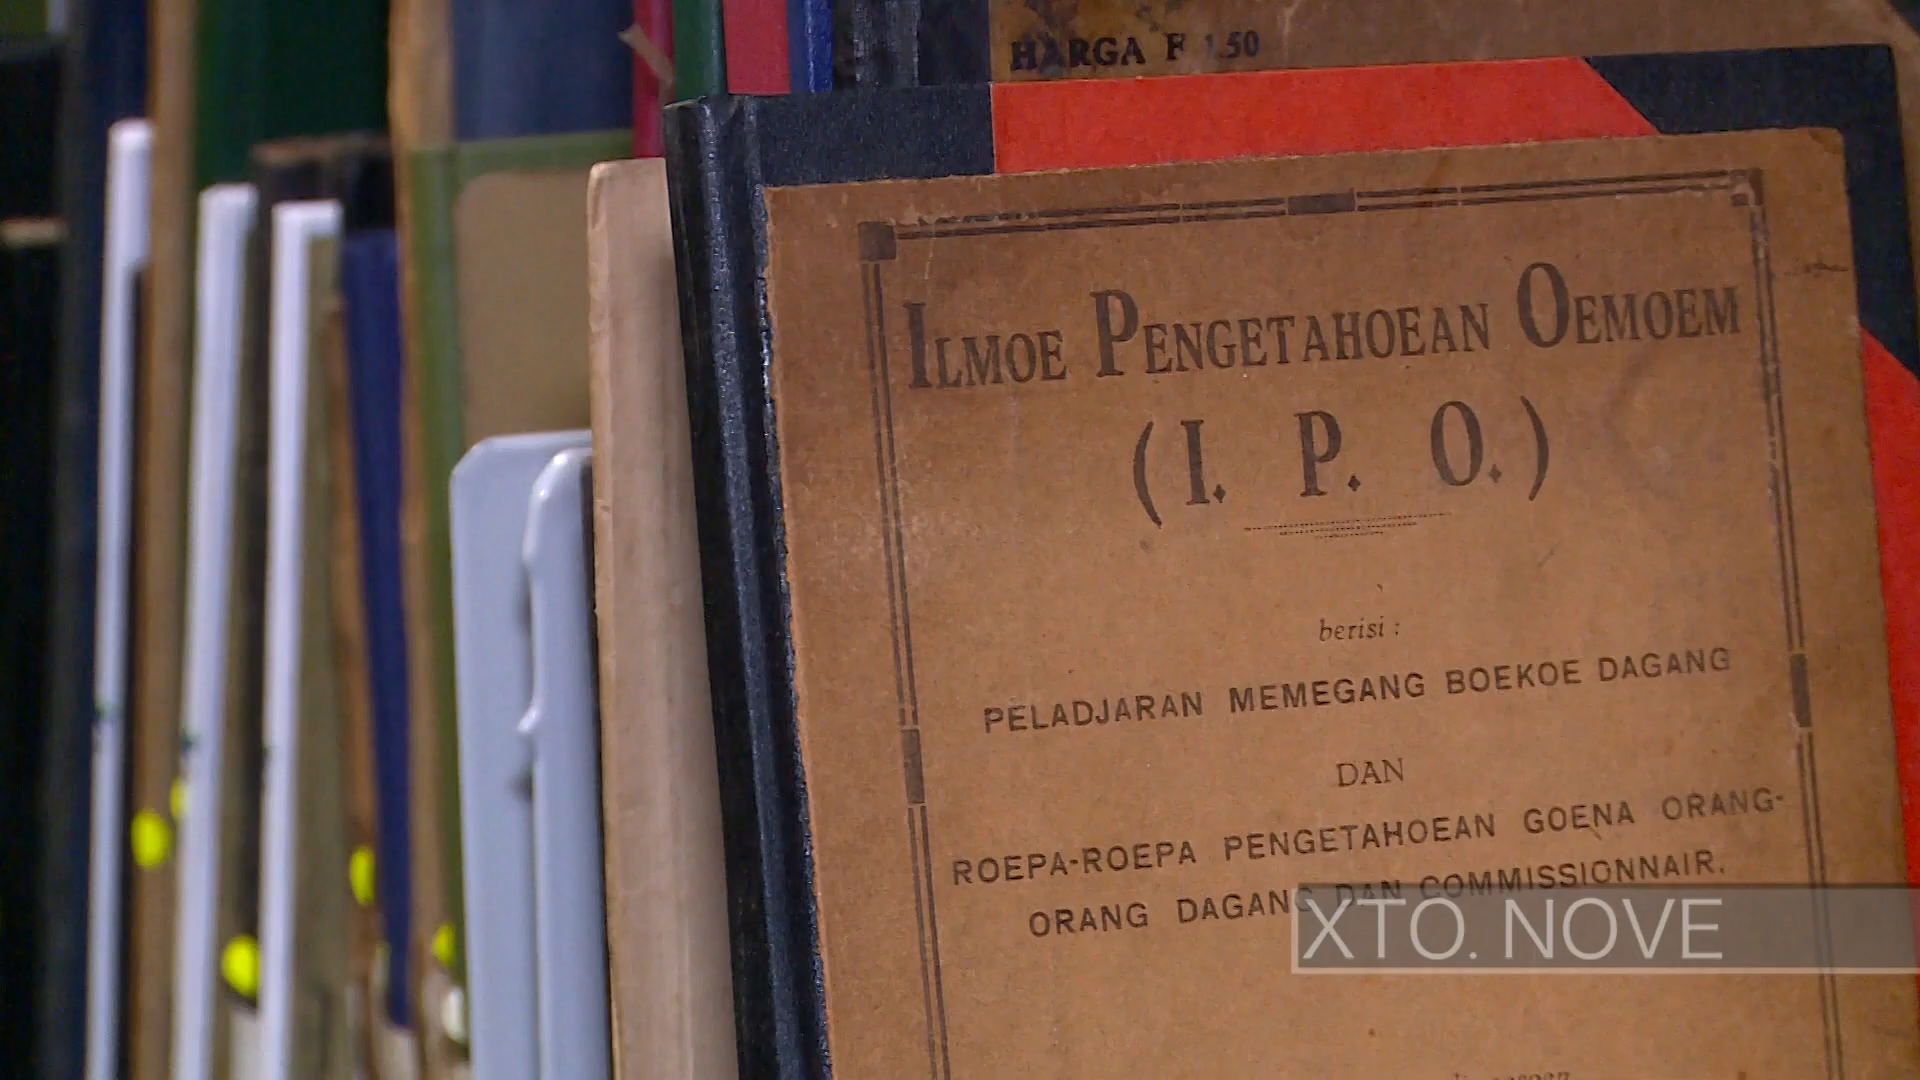 HARGA F 1.50
ILMOE PENGETAHOEAN OEMOEM
(I. P. O.)
berisi :
PELADJARAN MEMEGANG BOEKOE DAGANG
DAN
ROEPA-ROEPA PENGETAHOEAN GOENA ORANG-
ORANG DAGANG DAN COMMISSIONNAIR.
XTO. NOVE